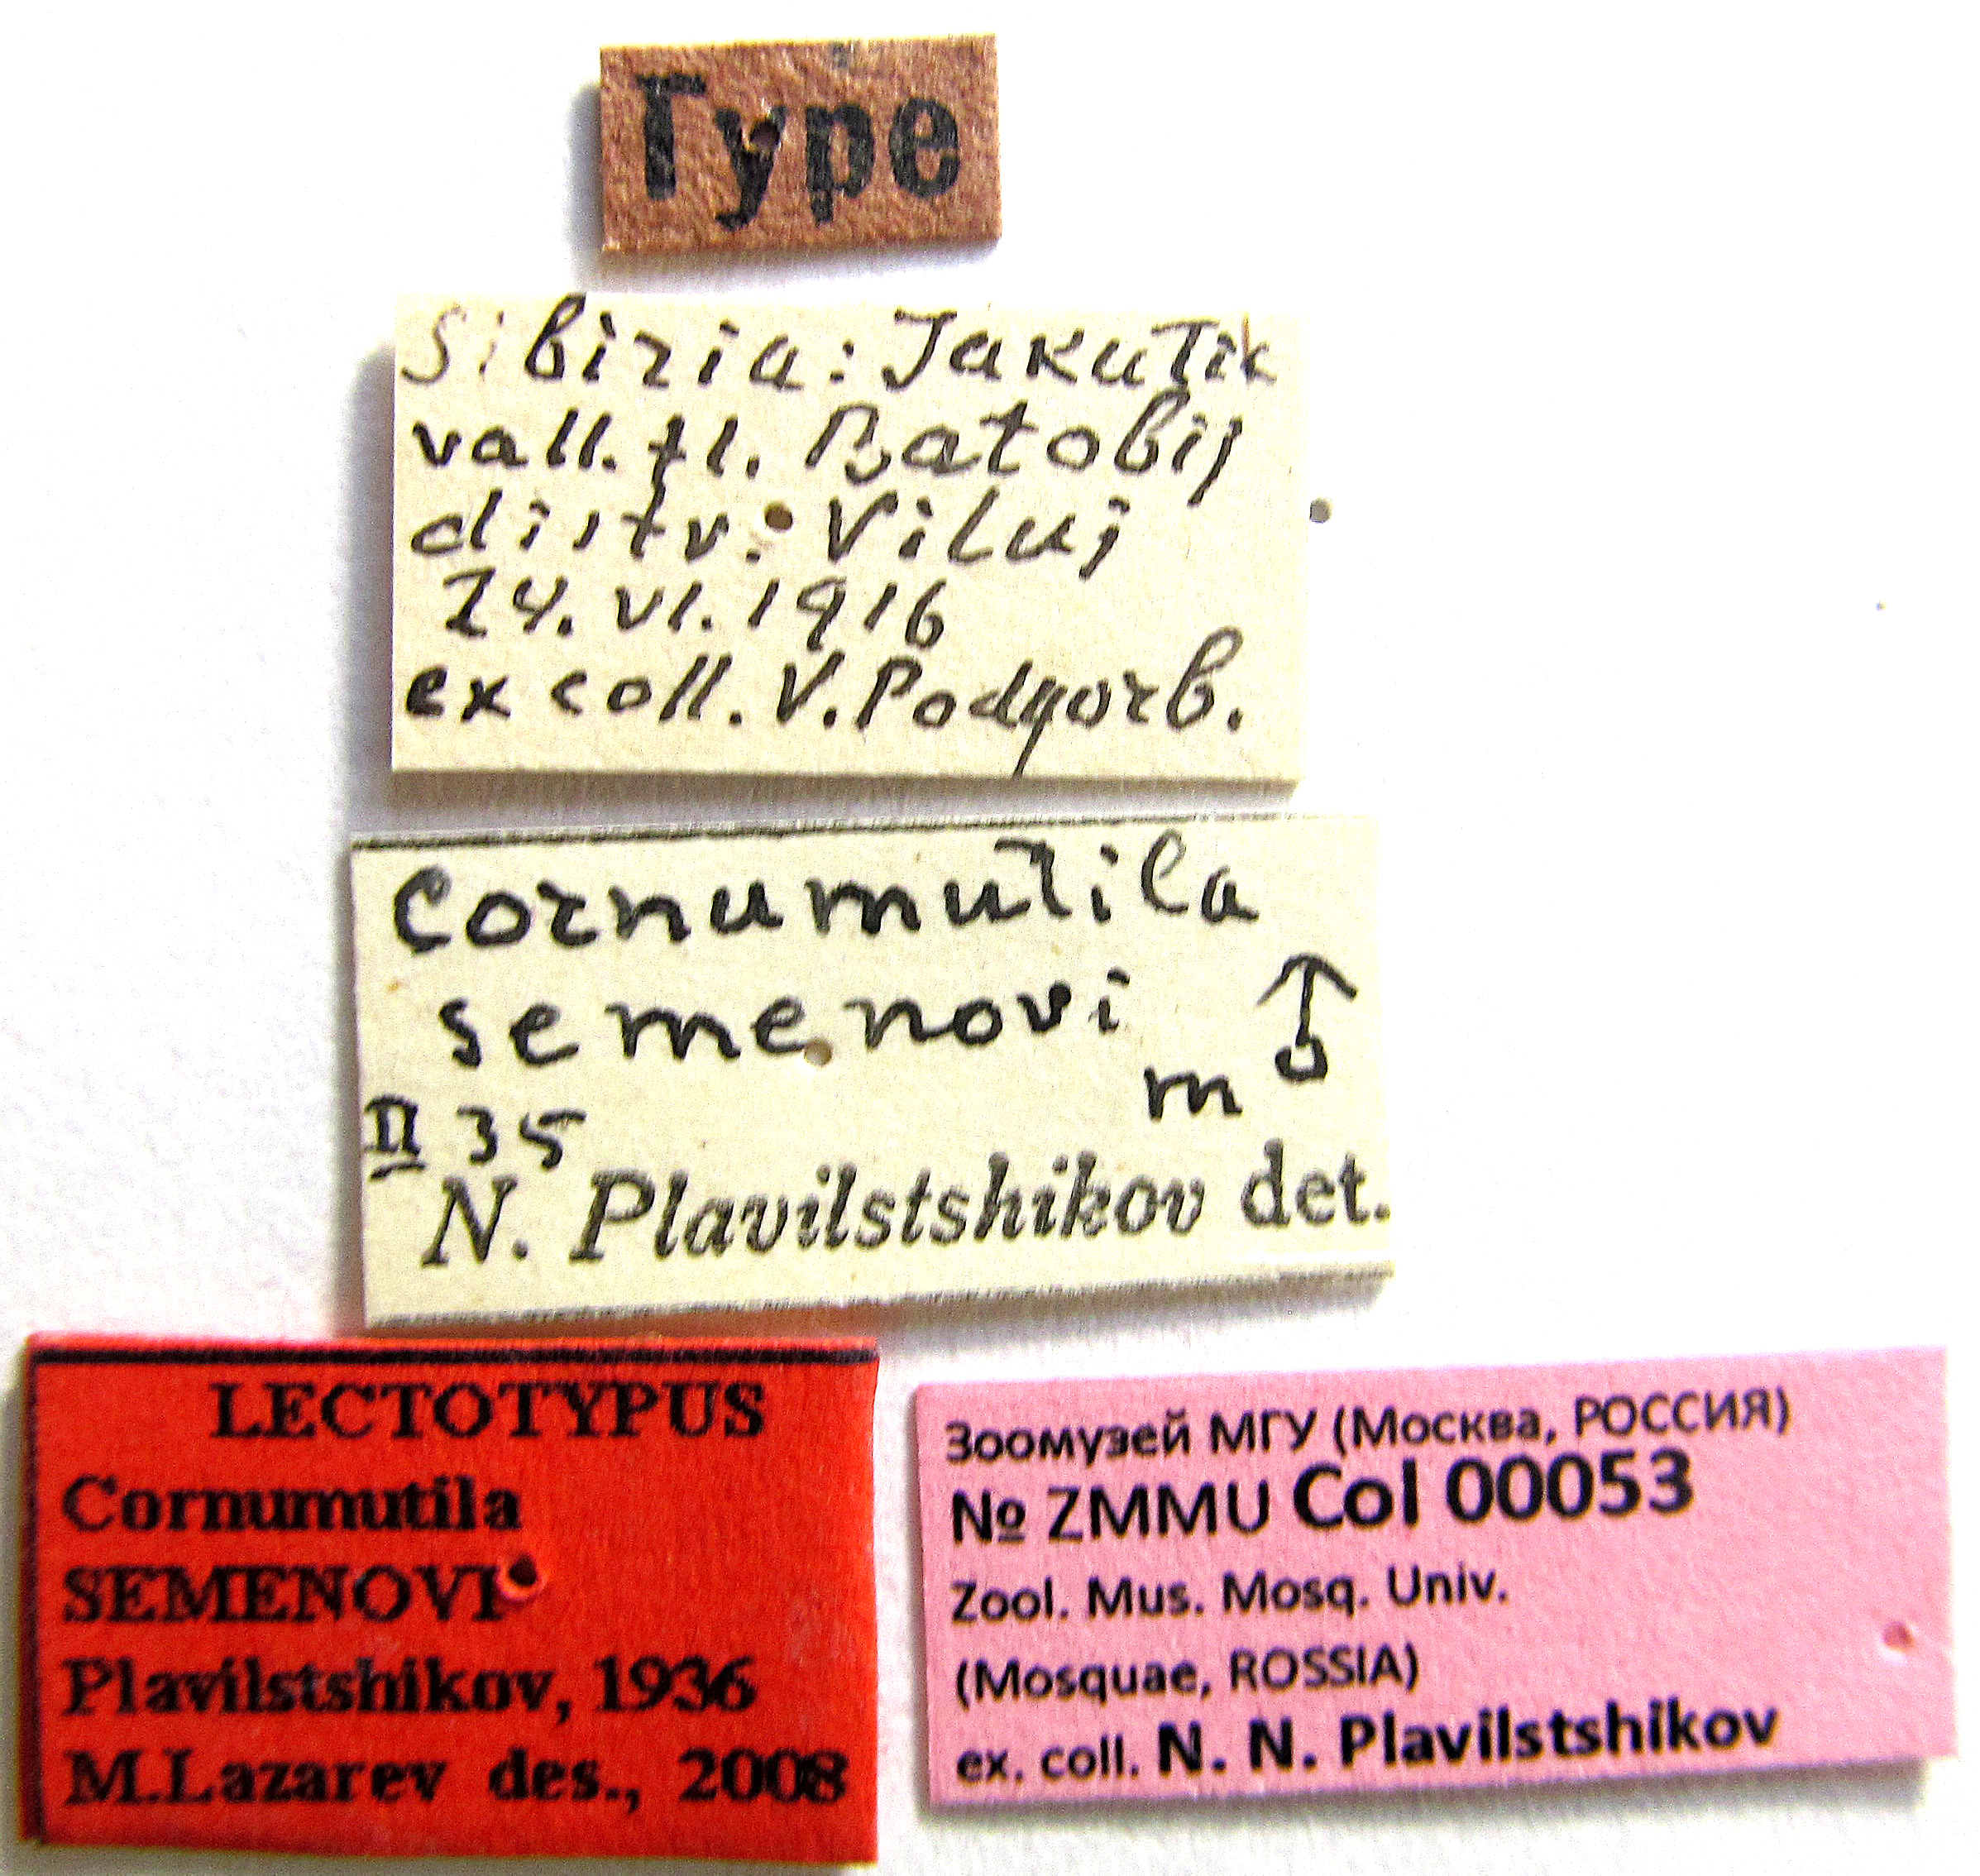 Type
Sibiria: Jakutik
vall. fl. Batobij
distr. Viluj
24. VI. 1916
ex coll. V. Podgorb.
Cornumutila
semenovi ♂
m
II 35
N. Plavilstshikov det.
LECTOTYPUS
Cornumutila
SEMENOVI
Plavilstshikov, 1936
M.Lazarev des., 2008
Зоомузей МГУ (Москва, РОССИЯ)
№ ZMMU Col 00053
Zool. Mus. Mosq. Univ.
(Mosquae, ROSSIA)
ex. coll. N. N. Plavilstshikov